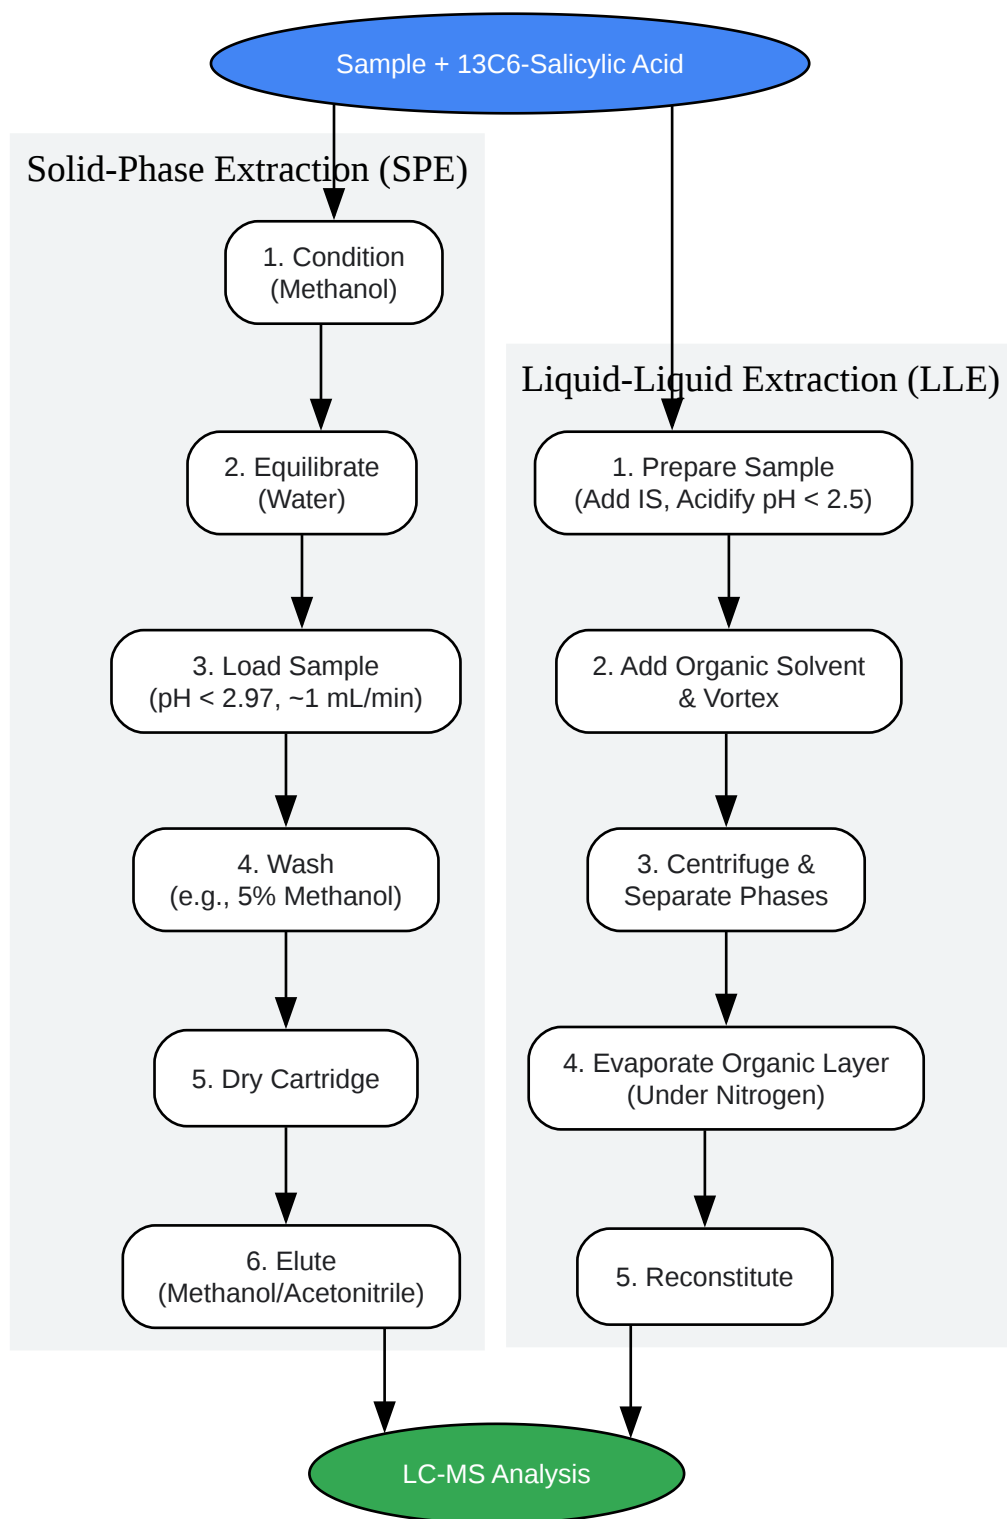 Sample + 13C6-Salicylic Acid
Solid-Phase Extraction (SPE)
1. Condition
(Methanol)
2. Equilibrate
(Water)
3. Load Sample
(pH < 2.97, ~1 mL/min)
4. Wash
(e.g., 5% Methanol)
5. Dry Cartridge
6. Elute
(Methanol/Acetonitrile)
Liquid-Liquid Extraction (LLE)
1. Prepare Sample
(Add IS, Acidify pH < 2.5)
2. Add Organic Solvent
& Vortex
3. Centrifuge &
Separate Phases
4. Evaporate Organic Layer
(Under Nitrogen)
5. Reconstitute
LC-MS Analysis